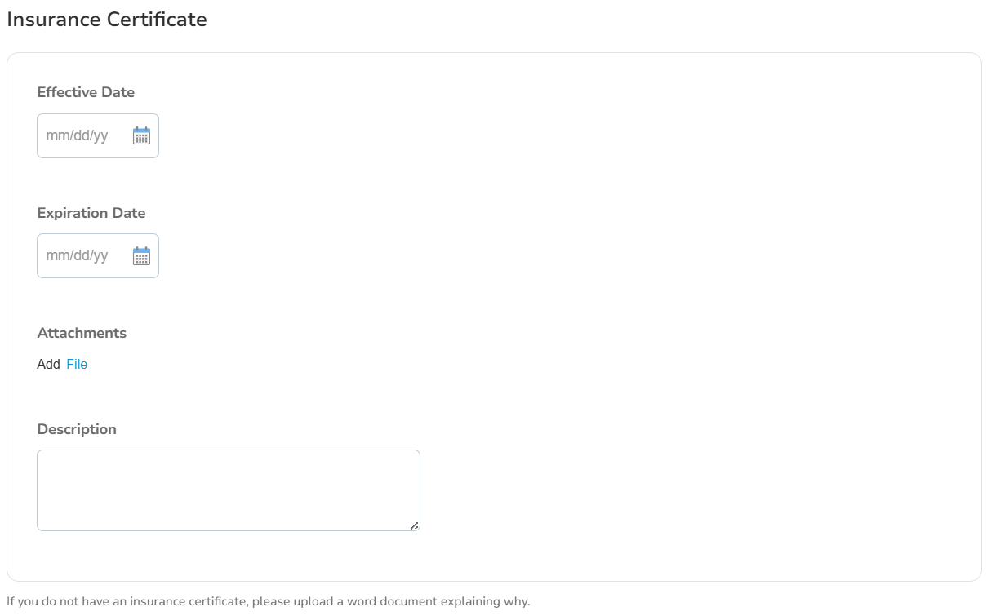 Insurance Certificate
Effective Date
mm/dd/yy
Expiration Date
mm/dd/yy
Attachments
Add File
Description
If you do not have an insurance certificate, please upload a word document explaining why.